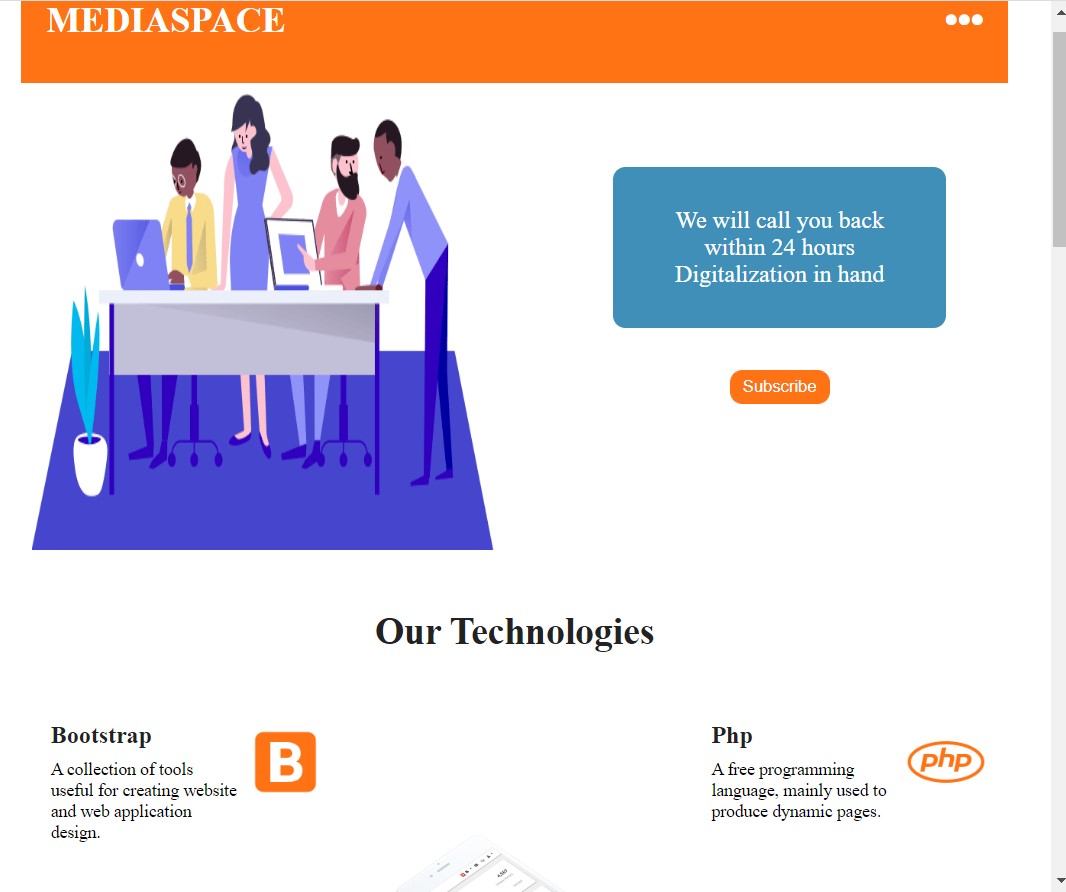 MEDIASPACE
We will call you back
within 24 hours
Digitalization in hand
Subscribe
Our Technologies
Bootstrap
A collection of tools
useful for creating website
and web application
design.
B
Php
A free programming
language, mainly used to
produce dynamic pages.
php